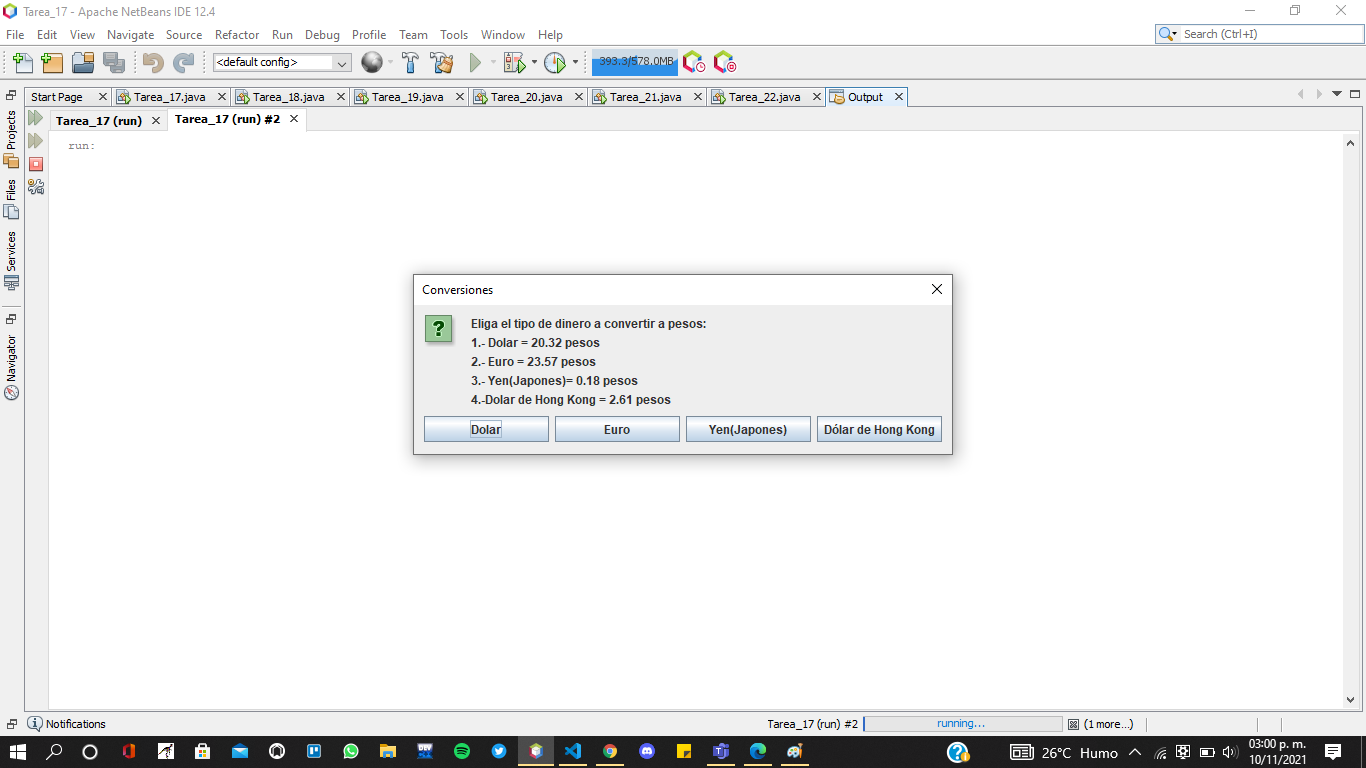 Tarea_17 - Apache NetBeans IDE 12.4
File Edit View Navigate Source Refactor Run Debug Profile Team Tools Window Help
Search (Ctrl+I)
<default config>
393.3/578.0MB
Start Page
Tarea_17.java
Tarea_18.java
Tarea_19.java
Tarea_20.java
Tarea_21.java
Tarea_22.java
Output
Projects
Files
Services
Navigator
Tarea_17 (run)
Tarea_17 (run) #2
run:
Conversiones
Eliga el tipo de dinero a convertir a pesos:
1.- Dolar = 20.32 pesos
2.- Euro = 23.57 pesos
3.- Yen(Japones)= 0.18 pesos
4.-Dolar de Hong Kong = 2.61 pesos
Dolar
Euro
Yen(Japones)
Dólar de Hong Kong
Notifications
Tarea_17 (run) #2
running...
(1 more...)
26°C Humo
03:00 p. m.
10/11/2021